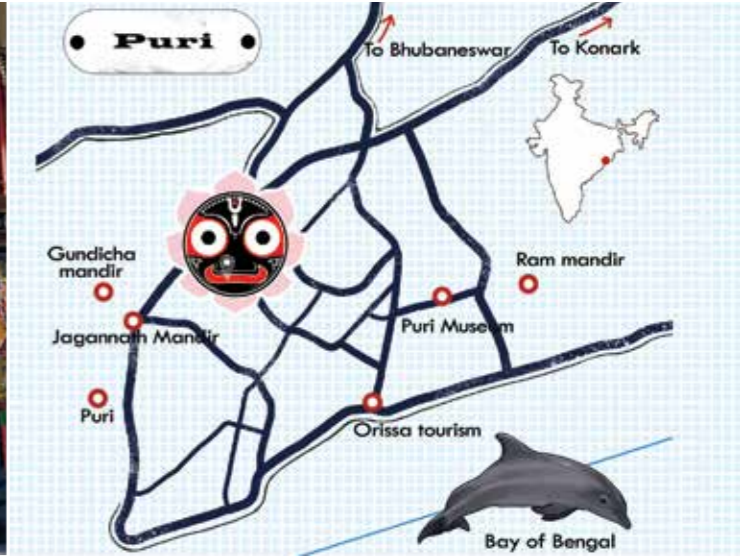 Puri
To Bhubaneswar
To Konark
Gundicha
mandir
Ram mandir
Jagannath Mandir
Puri Museum
Puri
Orissa tourism
Bay of Bengal